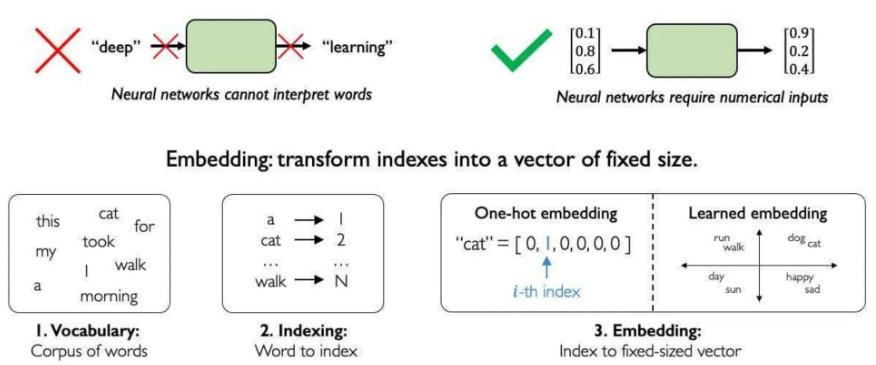 "deep"
"learning"
Neural networks cannot interpret words
[0.1
0.8
0.6]
[0.9
0.2
0.4]
Neural networks require numerical inputs
Embedding: transform indexes into a vector of fixed size.
this
cat
for
my
took
I
walk
a
morning
1. Vocabulary:
Corpus of words
a 1
cat 2
... ...
walk N
2. Indexing:
Word to index
One-hot embedding
"cat" = [ 0, 1, 0, 0, 0, 0 ]
i-th index
Learned embedding
run
walk
dog
cat
day
sun
happy
sad
3. Embedding:
Index to fixed-sized vector